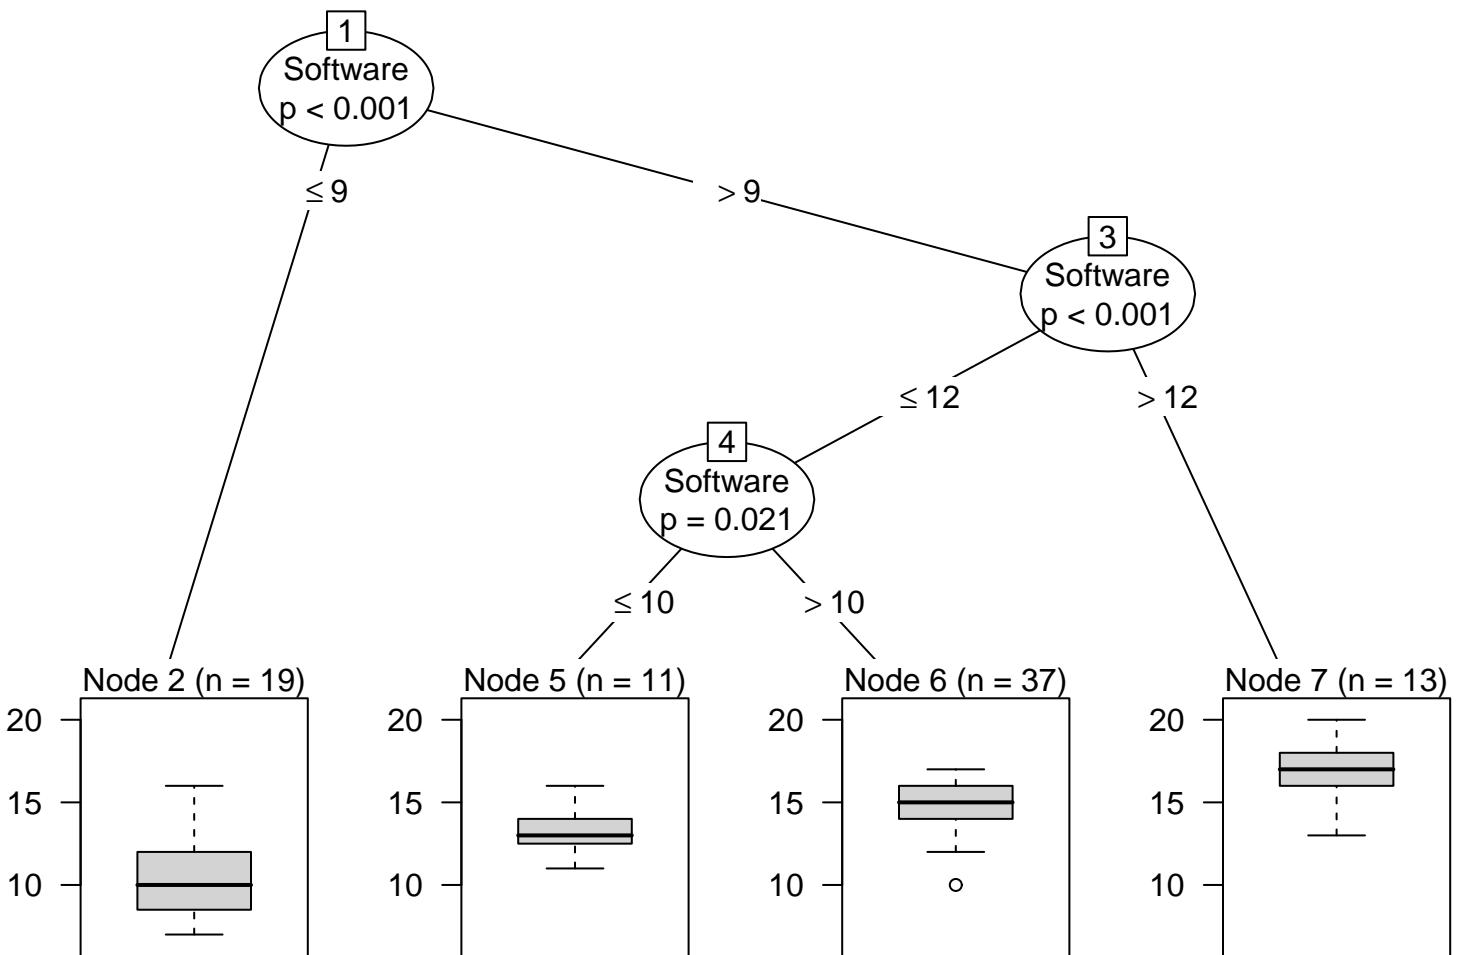 1
Software
p < 0.001
≤ 9
> 9
3
Software
p < 0.001
≤ 12
> 12
4
Software
p = 0.021
≤ 10
> 10
Node 2 (n = 19)
20
15
10
Node 5 (n = 11)
20
15
10
Node 6 (n = 37)
20
15
10
Node 7 (n = 13)
20
15
10